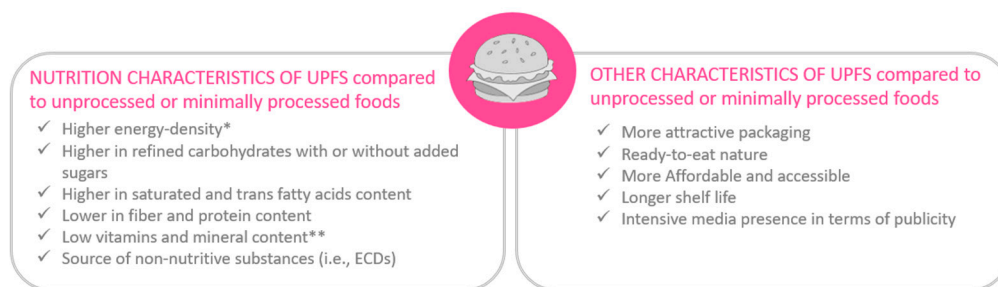 NUTRITION CHARACTERISTICS OF UPFS compared
to unprocessed or minimally processed foods
✓ Higher energy-density*
✓ Higher in refined carbohydrates with or without added
sugars
✓ Higher in saturated and trans fatty acids content
✓ Lower in fiber and protein content
✓ Low vitamins and mineral content**
✓ Source of non-nutritive substances (i.e., ECDs)
OTHER CHARACTERISTICS OF UPFS compared to
unprocessed or minimally processed foods
✓ More attractive packaging
✓ Ready-to-eat nature
✓ More Affordable and accessible
✓ Longer shelf life
✓ Intensive media presence in terms of publicity